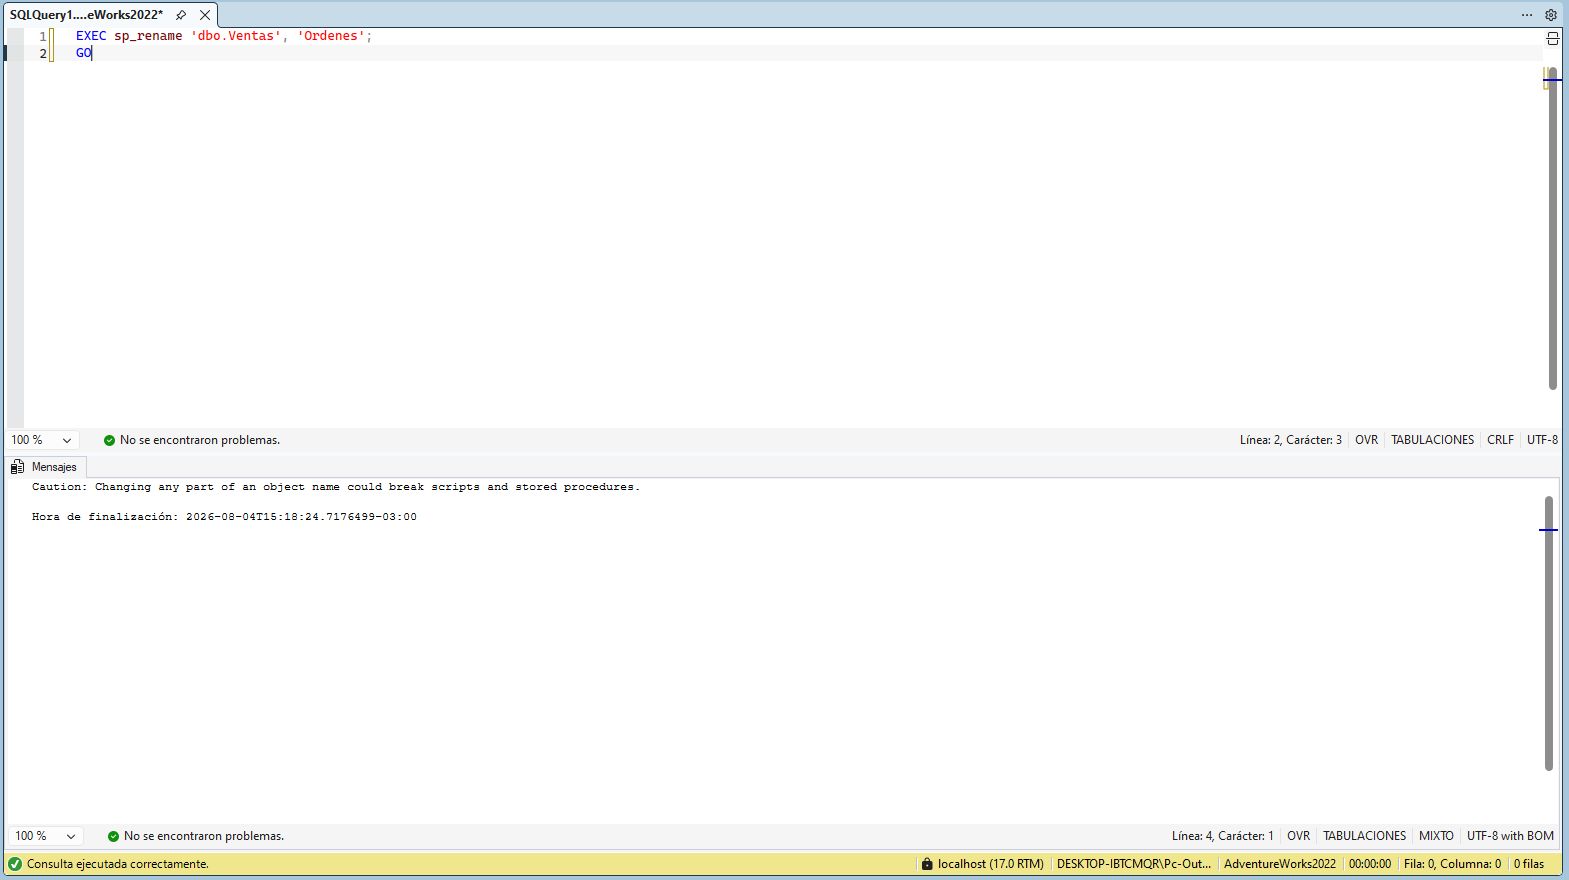 SQLQuery1....eWorks2022*
1 EXEC sp_rename 'dbo.Ventas', 'Ordenes';
2 GO
100 % No se encontraron problemas. Línea: 2, Carácter: 3 OVR TABULACIONES CRLF UTF-8
Mensajes
Caution: Changing any part of an object name could break scripts and stored procedures.
Hora de finalización: 2026-08-04T15:18:24.7176499-03:00
100 % No se encontraron problemas. Línea: 4, Carácter: 1 OVR TABULACIONES MIXTO UTF-8 with BOM
Consulta ejecutada correctamente. localhost (17.0 RTM) DESKTOP-IBTCMQR\Pc-Out... AdventureWorks2022 00:00:00 Fila: 0, Columna: 0 0 filas